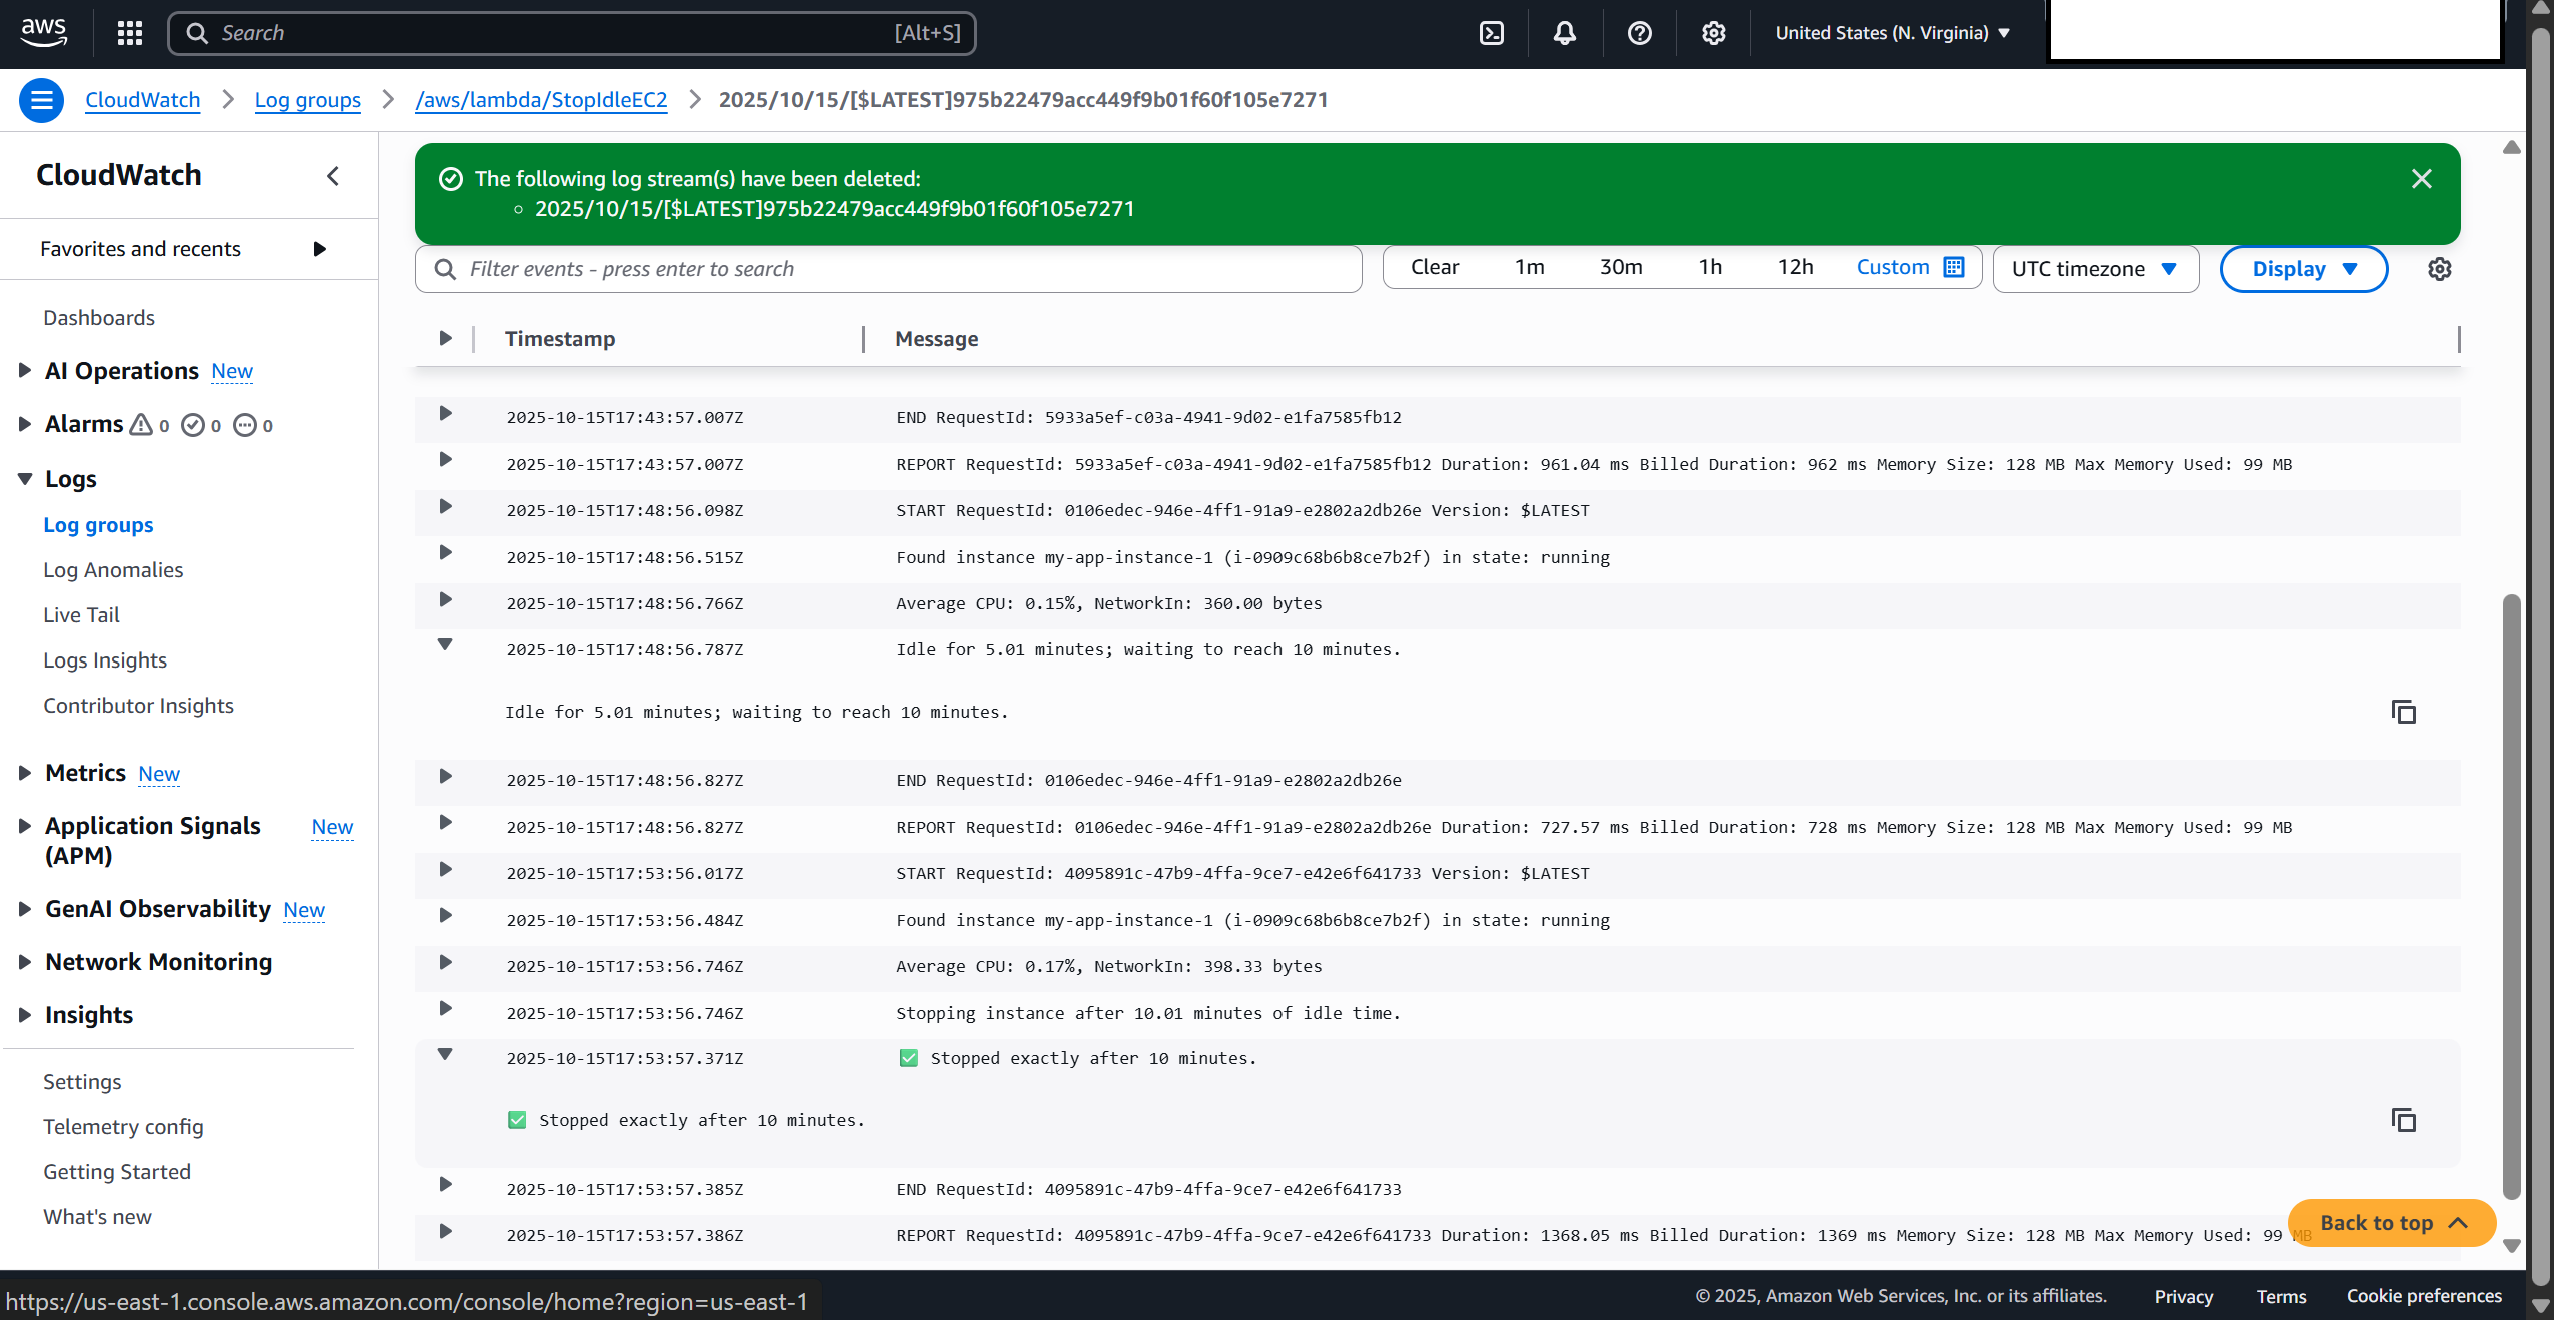 aws
Search [Alt+S]
United States (N. Virginia)
CloudWatch > Log groups > /aws/lambda/StopIdleEC2 > 2025/10/15/[$LATEST]975b22479acc449f9b01f60f105e7271
CloudWatch
Favorites and recents
Dashboards
AI Operations New
Alarms 0 0 0
Logs
Log groups
Log Anomalies
Live Tail
Logs Insights
Contributor Insights
Metrics New
Application Signals New
(APM)
GenAI Observability New
Network Monitoring
Insights
Settings
Telemetry config
Getting Started
What's new
The following log stream(s) have been deleted:
2025/10/15/[$LATEST]975b22479acc449f9b01f60f105e7271
Filter events - press enter to search
Clear 1m 30m 1h 12h Custom
UTC timezone
Display
Timestamp Message
2025-10-15T17:43:57.007Z END RequestId: 5933a5ef-c03a-4941-9d02-e1fa7585fb12
2025-10-15T17:43:57.007Z REPORT RequestId: 5933a5ef-c03a-4941-9d02-e1fa7585fb12 Duration: 961.04 ms Billed Duration: 962 ms Memory Size: 128 MB Max Memory Used: 99 MB
2025-10-15T17:48:56.098Z START RequestId: 0106edec-946e-4ff1-91a9-e2802a2db26e Version: $LATEST
2025-10-15T17:48:56.515Z Found instance my-app-instance-1 (i-0909c68b6b8ce7b2f) in state: running
2025-10-15T17:48:56.766Z Average CPU: 0.15%, NetworkIn: 360.00 bytes
2025-10-15T17:48:56.787Z Idle for 5.01 minutes; waiting to reach 10 minutes.
Idle for 5.01 minutes; waiting to reach 10 minutes.
2025-10-15T17:48:56.827Z END RequestId: 0106edec-946e-4ff1-91a9-e2802a2db26e
2025-10-15T17:48:56.827Z REPORT RequestId: 0106edec-946e-4ff1-91a9-e2802a2db26e Duration: 727.57 ms Billed Duration: 728 ms Memory Size: 128 MB Max Memory Used: 99 MB
2025-10-15T17:53:56.017Z START RequestId: 4095891c-47b9-4ffa-9ce7-e42e6f641733 Version: $LATEST
2025-10-15T17:53:56.484Z Found instance my-app-instance-1 (i-0909c68b6b8ce7b2f) in state: running
2025-10-15T17:53:56.746Z Average CPU: 0.17%, NetworkIn: 398.33 bytes
2025-10-15T17:53:56.746Z Stopping instance after 10.01 minutes of idle time.
2025-10-15T17:53:57.371Z ✅ Stopped exactly after 10 minutes.
✅ Stopped exactly after 10 minutes.
2025-10-15T17:53:57.385Z END RequestId: 4095891c-47b9-4ffa-9ce7-e42e6f641733
2025-10-15T17:53:57.386Z REPORT RequestId: 4095891c-47b9-4ffa-9ce7-e42e6f641733 Duration: 1368.05 ms Billed Duration: 1369 ms Memory Size: 128 MB Max Memory Used: 99 MB
Back to top
https://us-east-1.console.aws.amazon.com/console/home?region=us-east-1
© 2025, Amazon Web Services, Inc. or its affiliates. Privacy Terms Cookie preferences